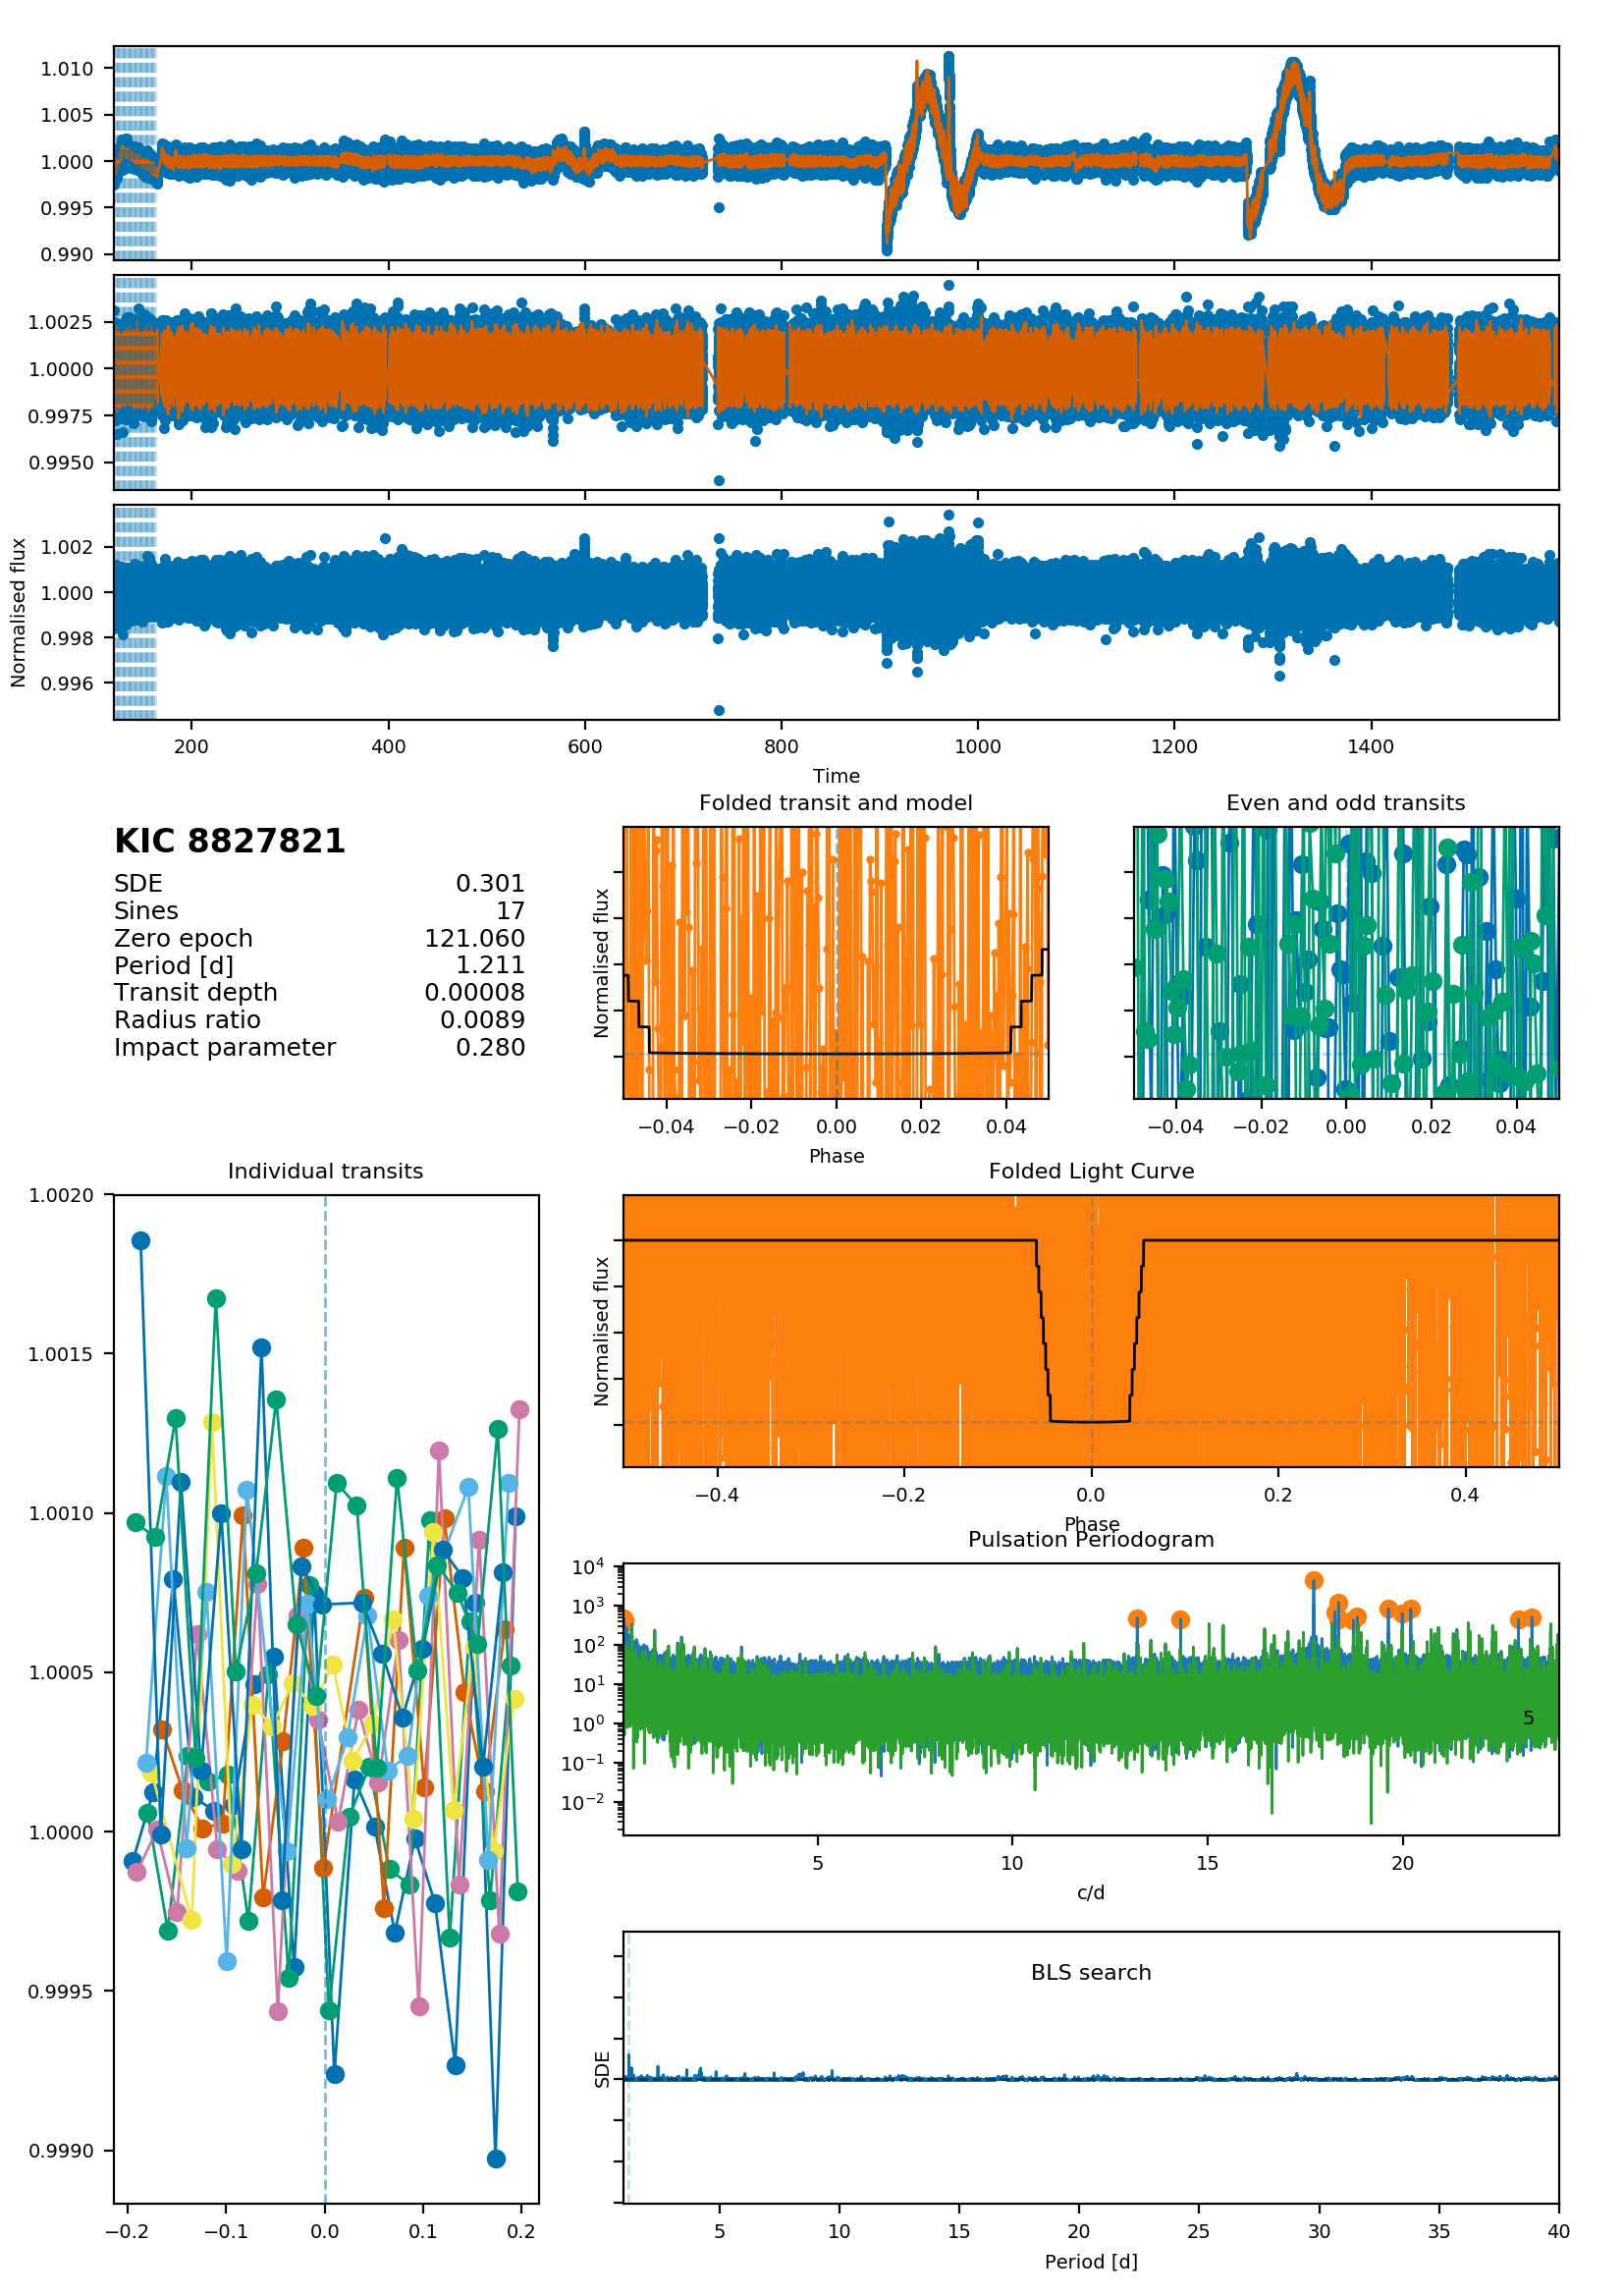 1.010
1.005
1.000
0.995
0.990
1.0025
1.0000
0.9975
0.9950
1.002
1.000
0.998
0.996
Normalised flux
200 400 600 800 1000 1200 1400
Time
KIC 8827821
SDE 0.301
Sines 17
Zero epoch 121.060
Period [d] 1.211
Transit depth 0.00008
Radius ratio 0.0089
Impact parameter 0.280
Folded transit and model
Normalised flux
−0.04 −0.02 0.00 0.02 0.04
Phase
Even and odd transits
−0.04 −0.02 0.00 0.02 0.04
Individual transits
1.0020
1.0015
1.0010
1.0005
1.0000
0.9995
0.9990
−0.2 −0.1 0.0 0.1 0.2
Folded Light Curve
Normalised flux
−0.4 −0.2 0.0 0.2 0.4
Phase
Pulsation Periodogram
10⁴
10³
10²
10¹
10⁰
10⁻¹
10⁻²
5
5 10 15 20
c/d
BLS search
SDE
5 10 15 20 25 30 35 40
Period [d]